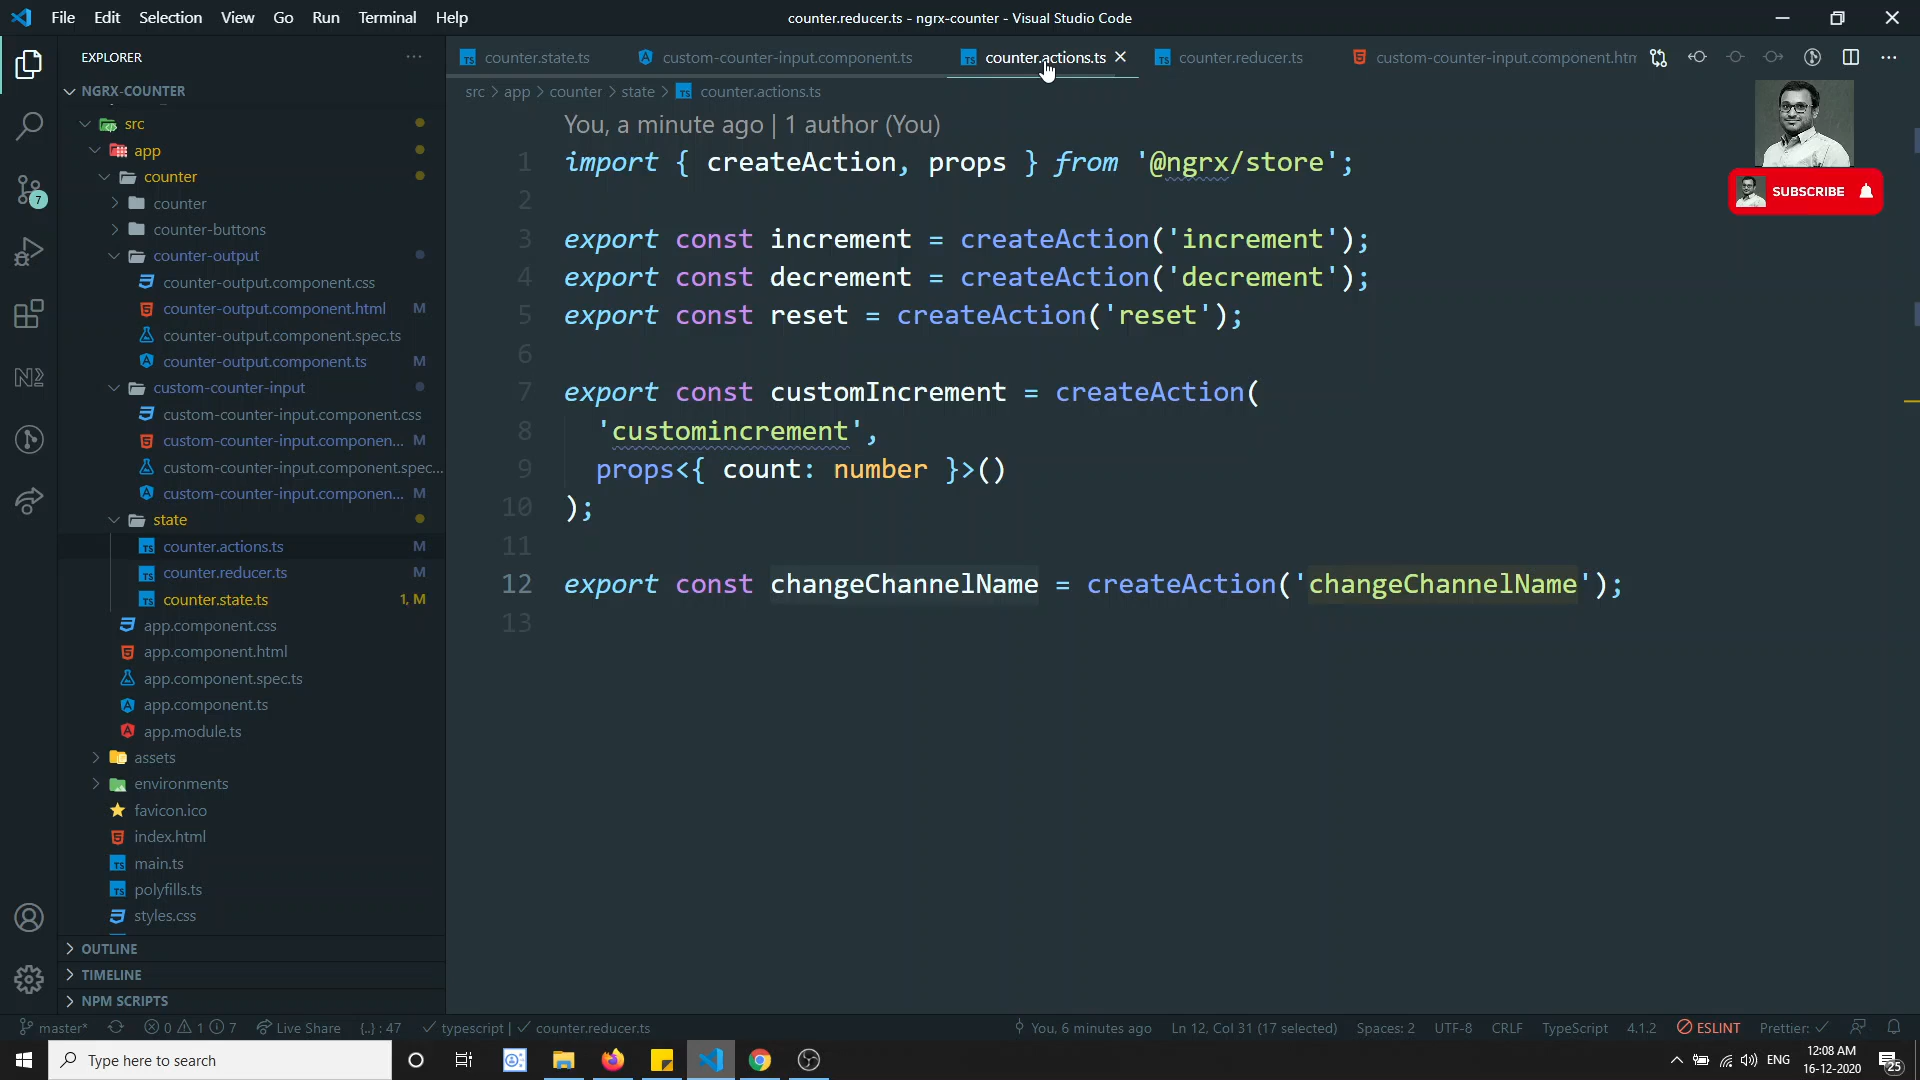 File Edit Selection View Go Run Terminal Help
counter.reducer.ts - ngrx-counter - Visual Studio Code
EXPLORER
counter.state.ts custom-counter-input.component.ts counter.actions.ts counter.reducer.ts custom-counter-input.component.htm
NGRX-COUNTER
src > app > counter > state > TS counter.actions.ts
src
app
counter
counter
counter-buttons
counter-output
counter-output.component.css
counter-output.component.html M
counter-output.component.spec.ts
counter-output.component.ts M
custom-counter-input
custom-counter-input.component.css
custom-counter-input.componen... M
custom-counter-input.component.spec...
custom-counter-input.componen... M
state
counter.actions.ts M
counter.reducer.ts M
counter.state.ts 1, M
app.component.css
app.component.html
app.component.spec.ts
app.component.ts
app.module.ts
assets
environments
favicon.ico
index.html
main.ts
polyfills.ts
styles.css
OUTLINE
TIMELINE
NPM SCRIPTS
7
You, a minute ago | 1 author (You)
1 import { createAction, props } from '@ngrx/store';
2
3 export const increment = createAction('increment');
4 export const decrement = createAction('decrement');
5 export const reset = createAction('reset');
6
7 export const customIncrement = createAction(
8 'customincrement',
9 props<{ count: number }>()
10 );
11
12 export const changeChannelName = createAction('changeChannelName');
13
SUBSCRIBE
master* 0 1 7 Live Share {..} : 47 typescript | counter.reducer.ts You, 6 minutes ago Ln 12, Col 31 (17 selected) Spaces: 2 UTF-8 CRLF TypeScript 4.1.2 ESLINT Prettier: ✓
Type here to search
ENG
12:08 AM
16-12-2020
25